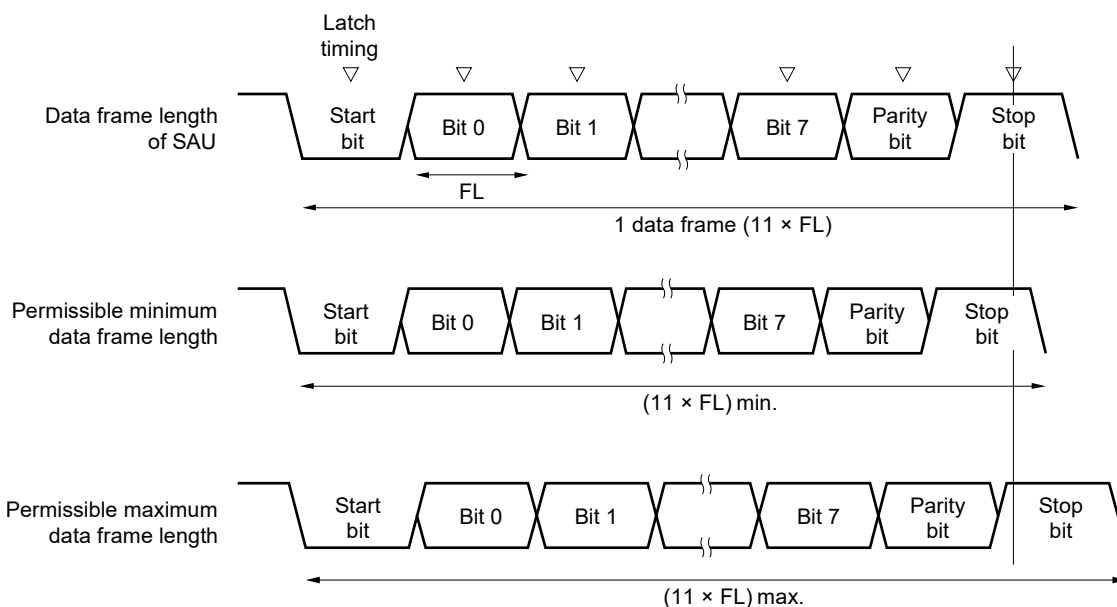 Latch
timing
Data frame length
of SAU
Start
bit
Bit 0
Bit 1
Bit 7
Parity
bit
Stop
bit
FL
1 data frame (11 × FL)
Permissible minimum
data frame length
Start
bit
Bit 0
Bit 1
Bit 7
Parity
bit
Stop
bit
(11 × FL) min.
Permissible maximum
data frame length
Start
bit
Bit 0
Bit 1
Bit 7
Parity
bit
Stop
bit
(11 × FL) max.